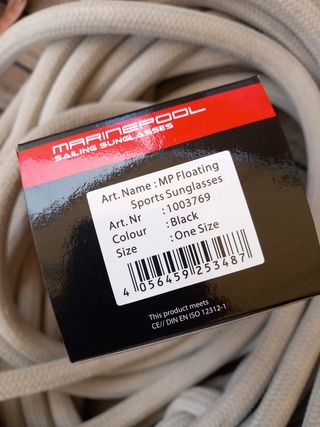 MARINEPOOL
SAILING SUNGLASSES
Art. Name : MP Floating
Sports Sunglasses
Art.Nr : 1003769
Colour : Black
Size : One Size
4 056459 253487
This product meets
CE// DIN EN ISO 12312-1